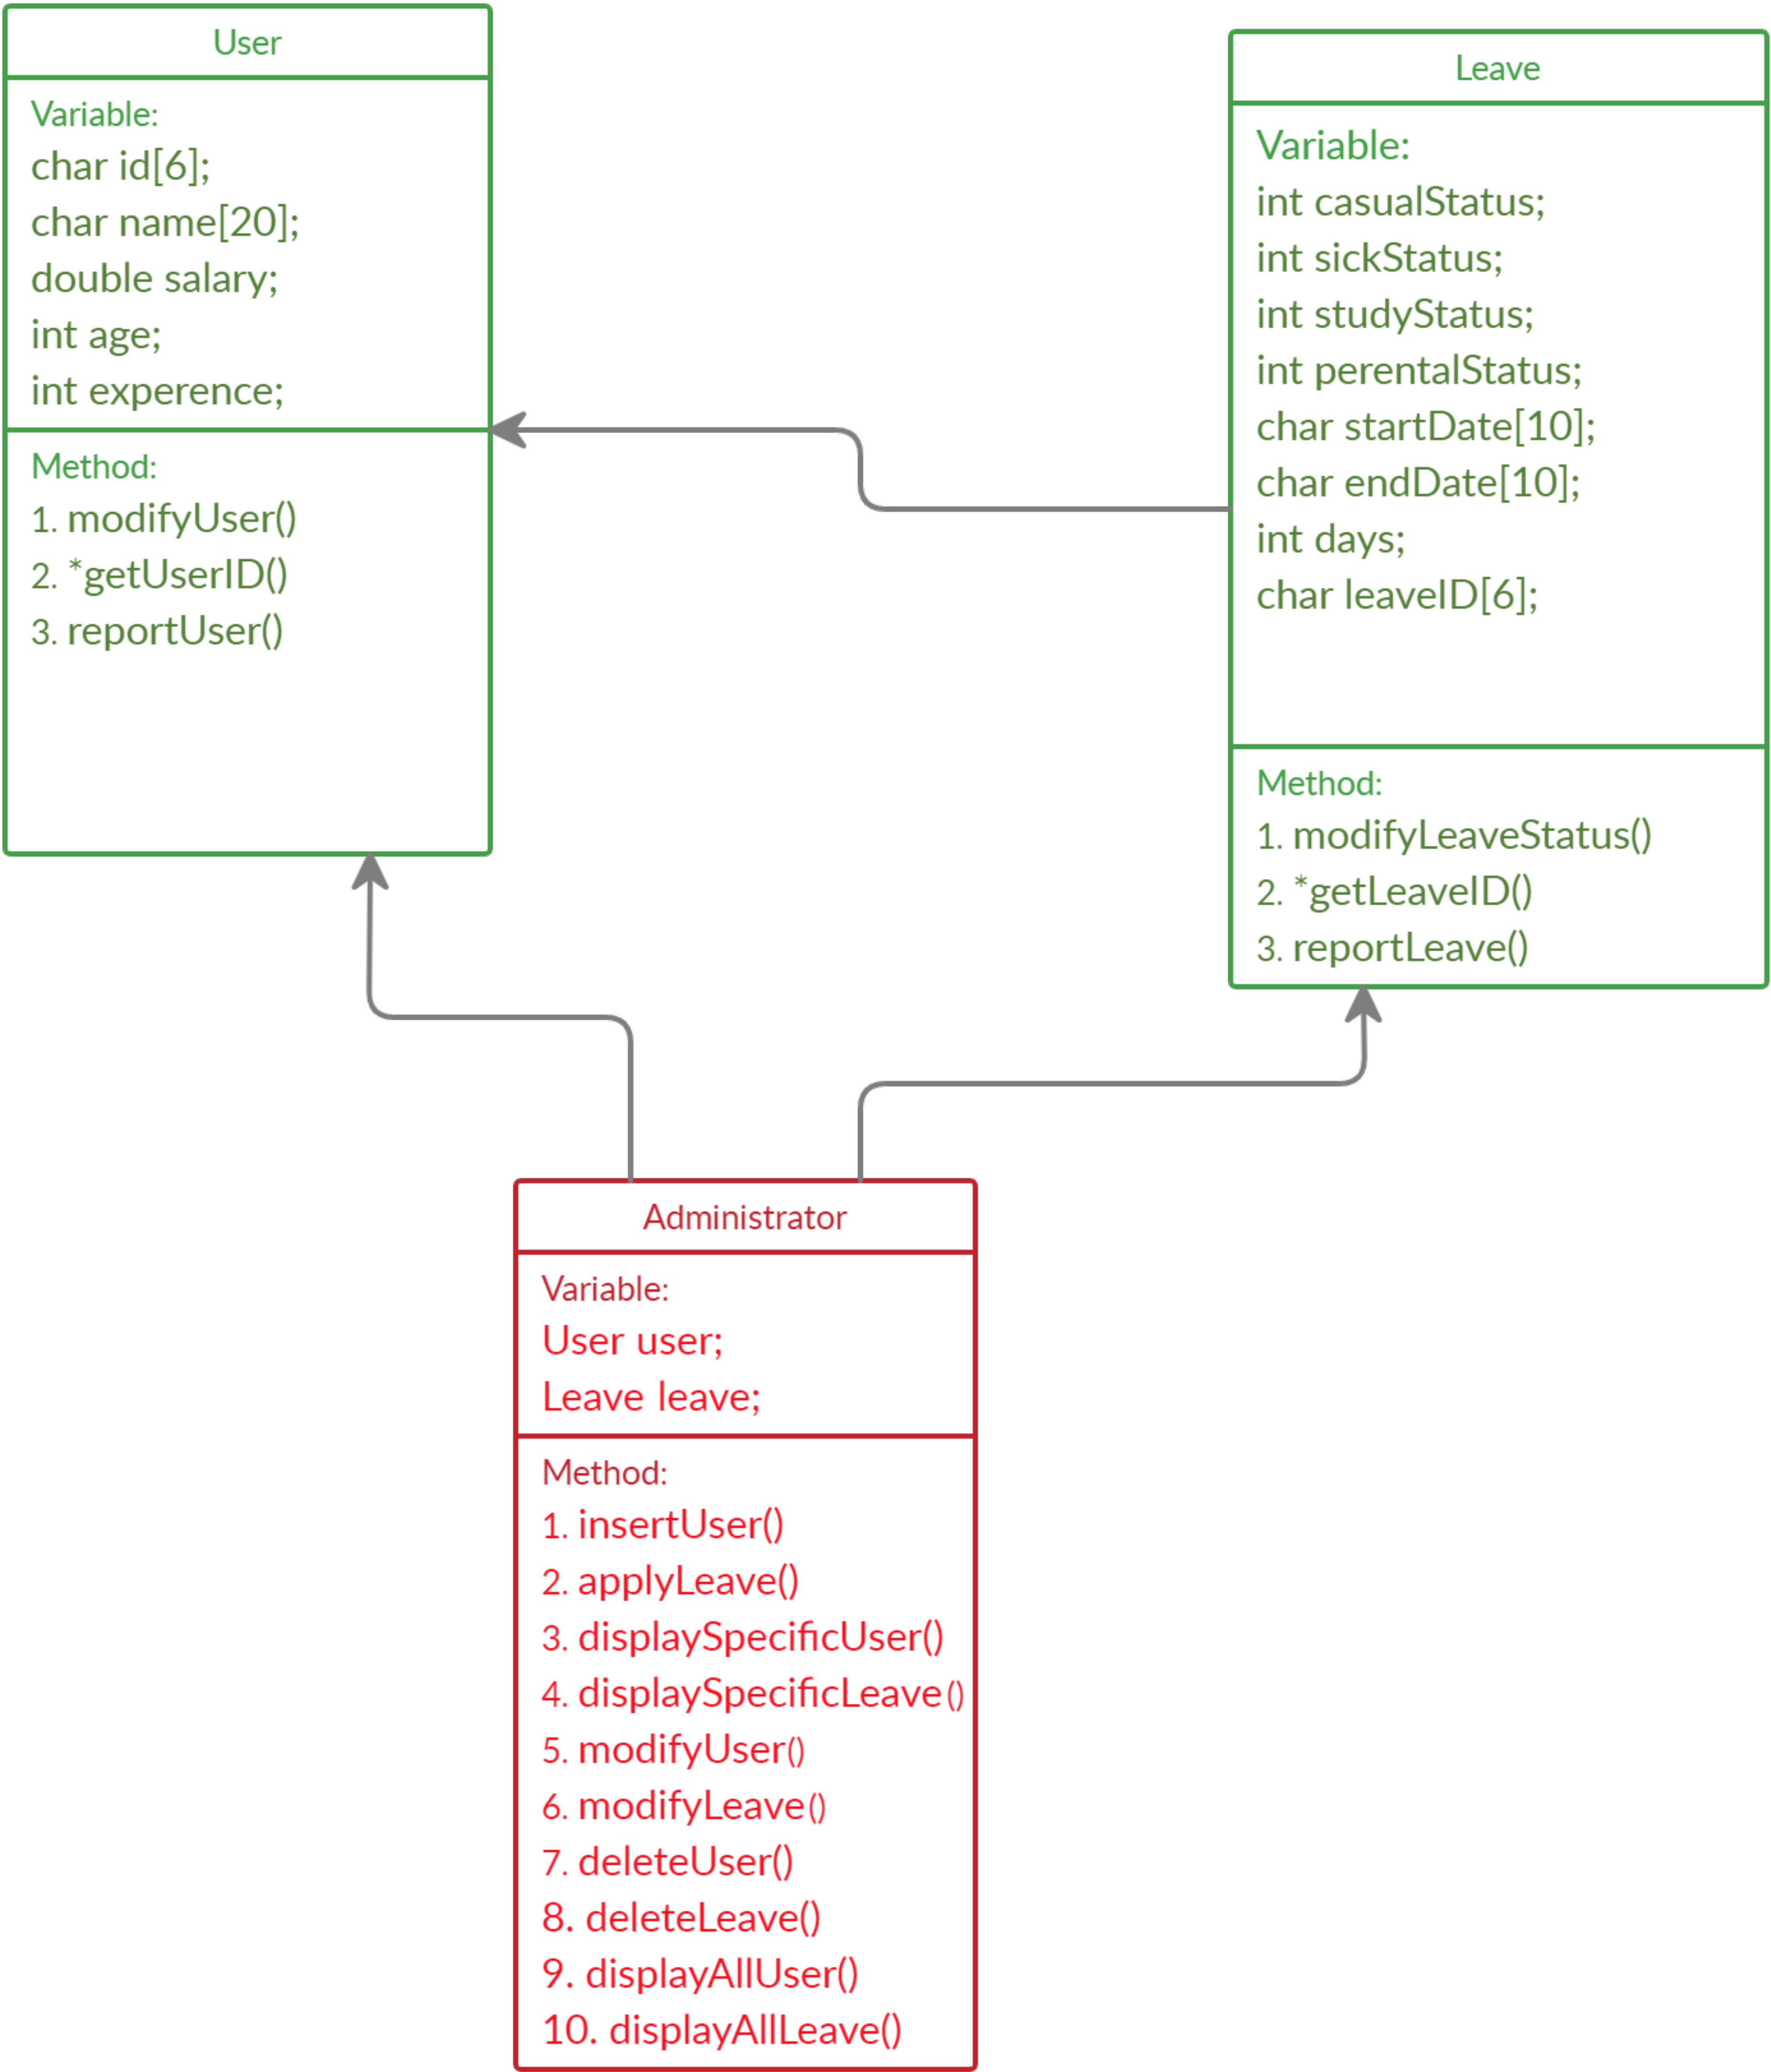 User
Variable:
char id[6];
char name[20];
double salary;
int age;
int experence;
Method:
1. modifyUser()
2. *getUserID()
3. reportUser()
Leave
Variable:
int casualStatus;
int sickStatus;
int studyStatus;
int perentalStatus;
char startDate[10];
char endDate[10];
int days;
char leaveID[6];
Method:
1. modifyLeaveStatus()
2. *getLeaveID()
3. reportLeave()
Administrator
Variable:
User user;
Leave leave;
Method:
1. insertUser()
2. applyLeave()
3. displaySpecificUser()
4. displaySpecificLeave()
5. modifyUser()
6. modifyLeave()
7. deleteUser()
8. deleteLeave()
9. displayAllUser()
10. displayAllLeave()